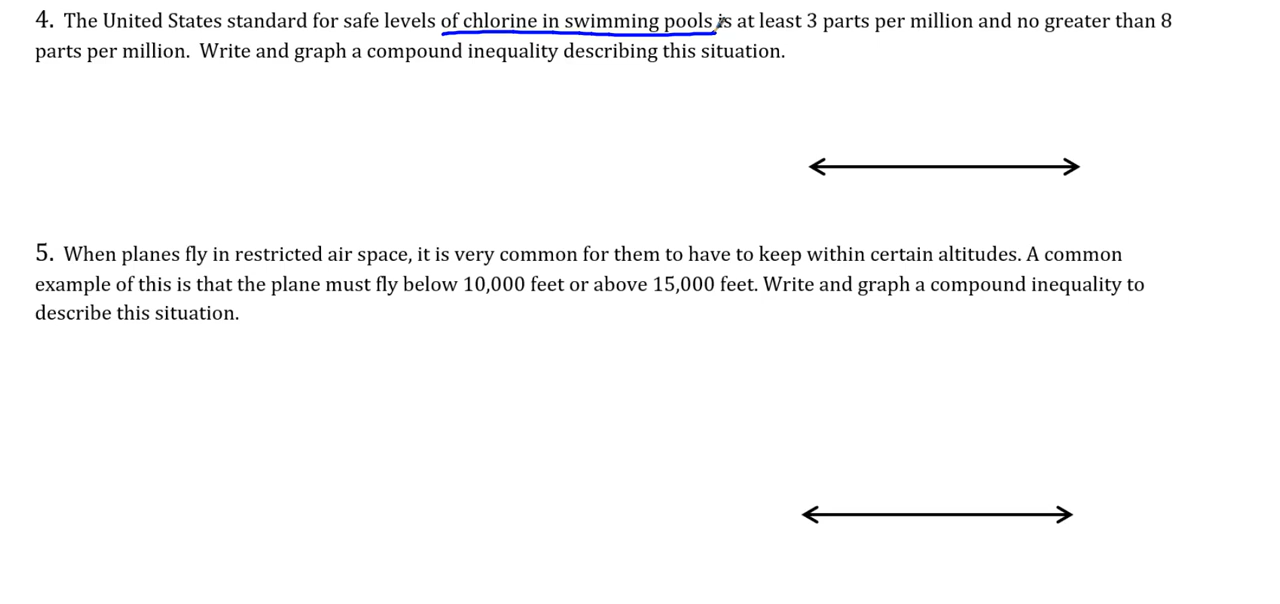 4. The United States standard for safe levels of chlorine in swimming pools is at least 3 parts per million and no greater than 8
parts per million. Write and graph a compound inequality describing this situation.
5. When planes fly in restricted air space, it is very common for them to have to keep within certain altitudes. A common
example of this is that the plane must fly below 10,000 feet or above 15,000 feet. Write and graph a compound inequality to
describe this situation.